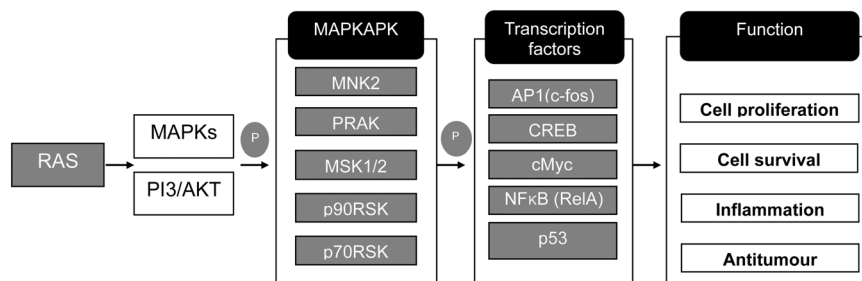 MAPKAPK
Transcription
factors
Function
RAS
MAPKs
PI3/AKT
P
MNK2
PRAK
MSK1/2
p90RSK
p70RSK
P
AP1(c-fos)
CREB
cMyc
NFκB (RelA)
p53
Cell proliferation
Cell survival
Inflammation
Antitumour